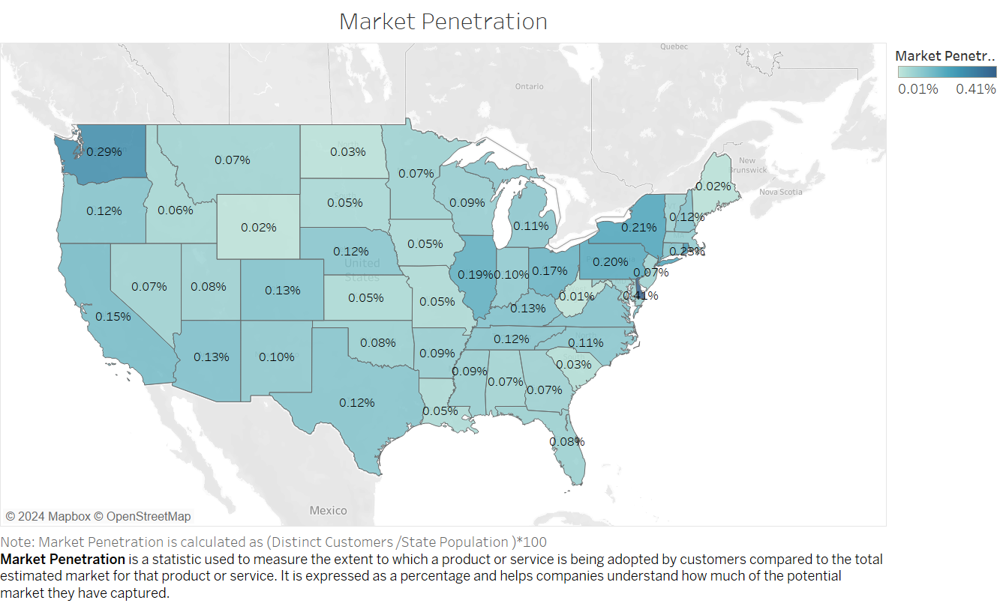 Market Penetration
Market Penetr..
0.01% 0.41%
Quebec
Ontario
New
Brunswick
Nova Scotia
0.29%
0.07%
0.03%
0.07%
0.02%
0.12%
0.06%
0.05%
0.09%
0.12%
0.02%
0.11%
0.21%
0.12%
0.05%
0.23%
United
States
0.19%
0.10%
0.17%
0.20%
0.07%
0.07%
0.08%
0.13%
0.05%
0.05%
0.01%
0.41%
0.15%
0.13%
0.12%
0.11%
0.13%
0.10%
0.08%
0.09%
0.03%
0.09%
0.07%
0.07%
0.12%
0.05%
0.08%
Mexico
© 2024 Mapbox © OpenStreetMap
Note: Market Penetration is calculated as (Distinct Customers /State Population )*100
Market Penetration is a statistic used to measure the extent to which a product or service is being adopted by customers compared to the total
estimated market for that product or service. It is expressed as a percentage and helps companies understand how much of the potential
market they have captured.